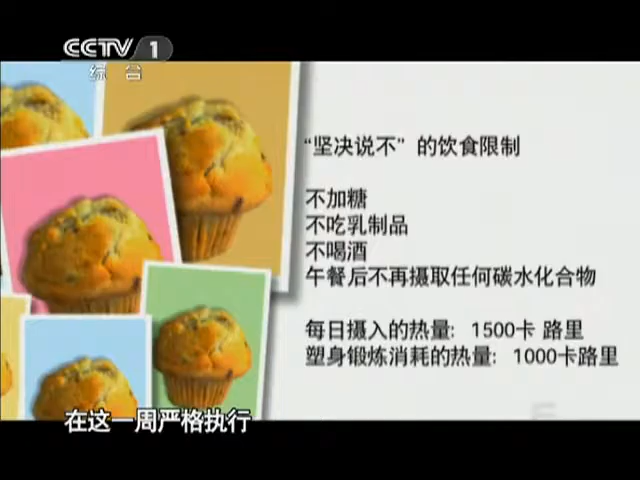 CCTV 1
综合
“坚决说不”的饮食限制
不加糖
不吃乳制品
不喝酒
午餐后不再摄取任何碳水化合物
每日摄入的热量: 1500卡 路里
塑身锻炼消耗的热量: 1000卡路里
在这一周严格执行